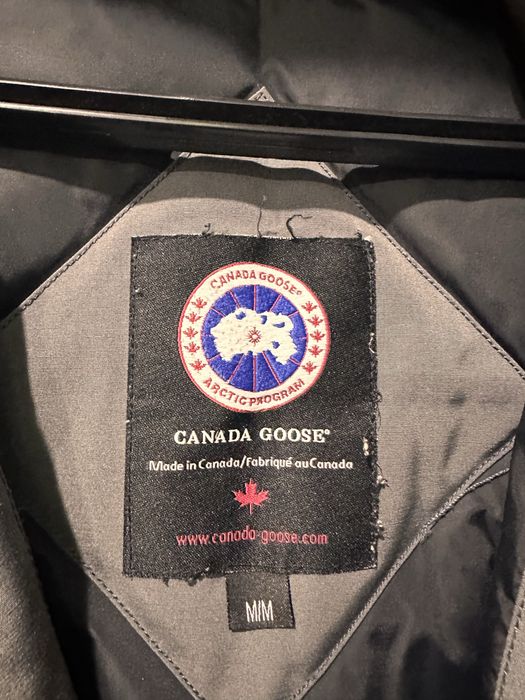 CANADA GOOSE®
ARCTIC PROGRAM
CANADA GOOSE®
Made in Canada/Fabriqué au Canada
www.canada-goose.com
M/M